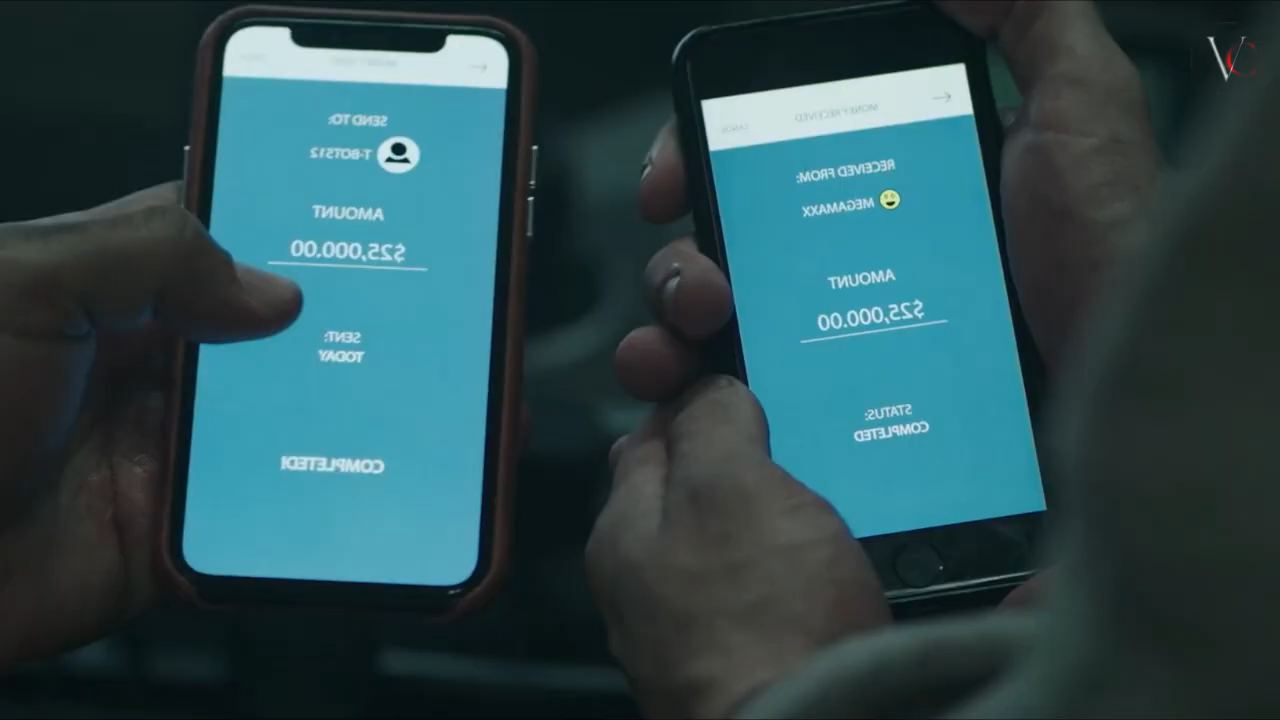 SEND TO:
T-BOT512
AMOUNT
$25,000.00
SENT:
TODAY
COMPLETED!
MONEY RECEIVED
RECEIVED FROM:
MEGAMAXX
AMOUNT
$25,000.00
STATUS:
COMPLETED
VC